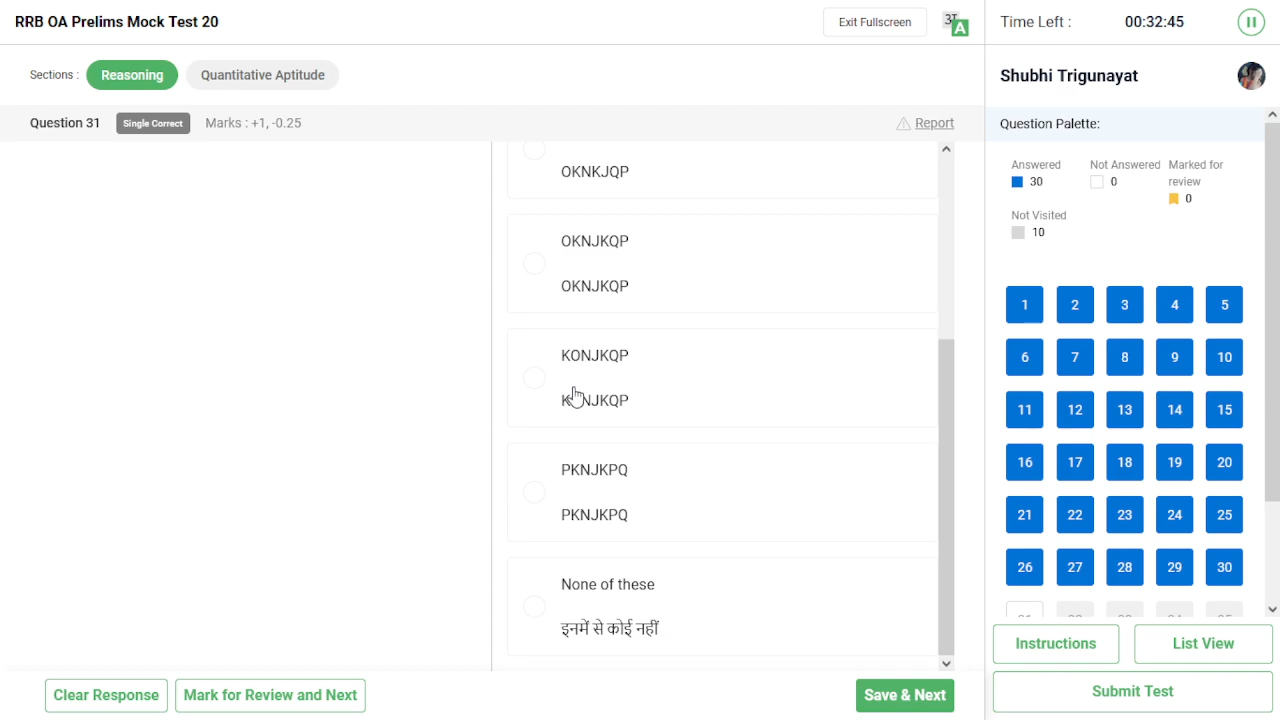 RRB OA Prelims Mock Test 20
Exit Fullscreen
A
Time Left :
00:32:45
Sections :
Reasoning
Quantitative Aptitude
Shubhi Trigunayat
Question 31
Single Correct
Marks : +1, -0.25
Report
Question Palette:
Answered
30
Not Answered
0
Marked for review
0
Not Visited
10
OKNKJQP
OKNJKQP
OKNJKQP
KONJKQP
NJKQP
PKNJKPQ
PKNJKPQ
None of these
इनमें से कोई नहीं
1 2 3 4 5
6 7 8 9 10
11 12 13 14 15
16 17 18 19 20
21 22 23 24 25
26 27 28 29 30
Instructions
List View
Clear Response
Mark for Review and Next
Save & Next
Submit Test